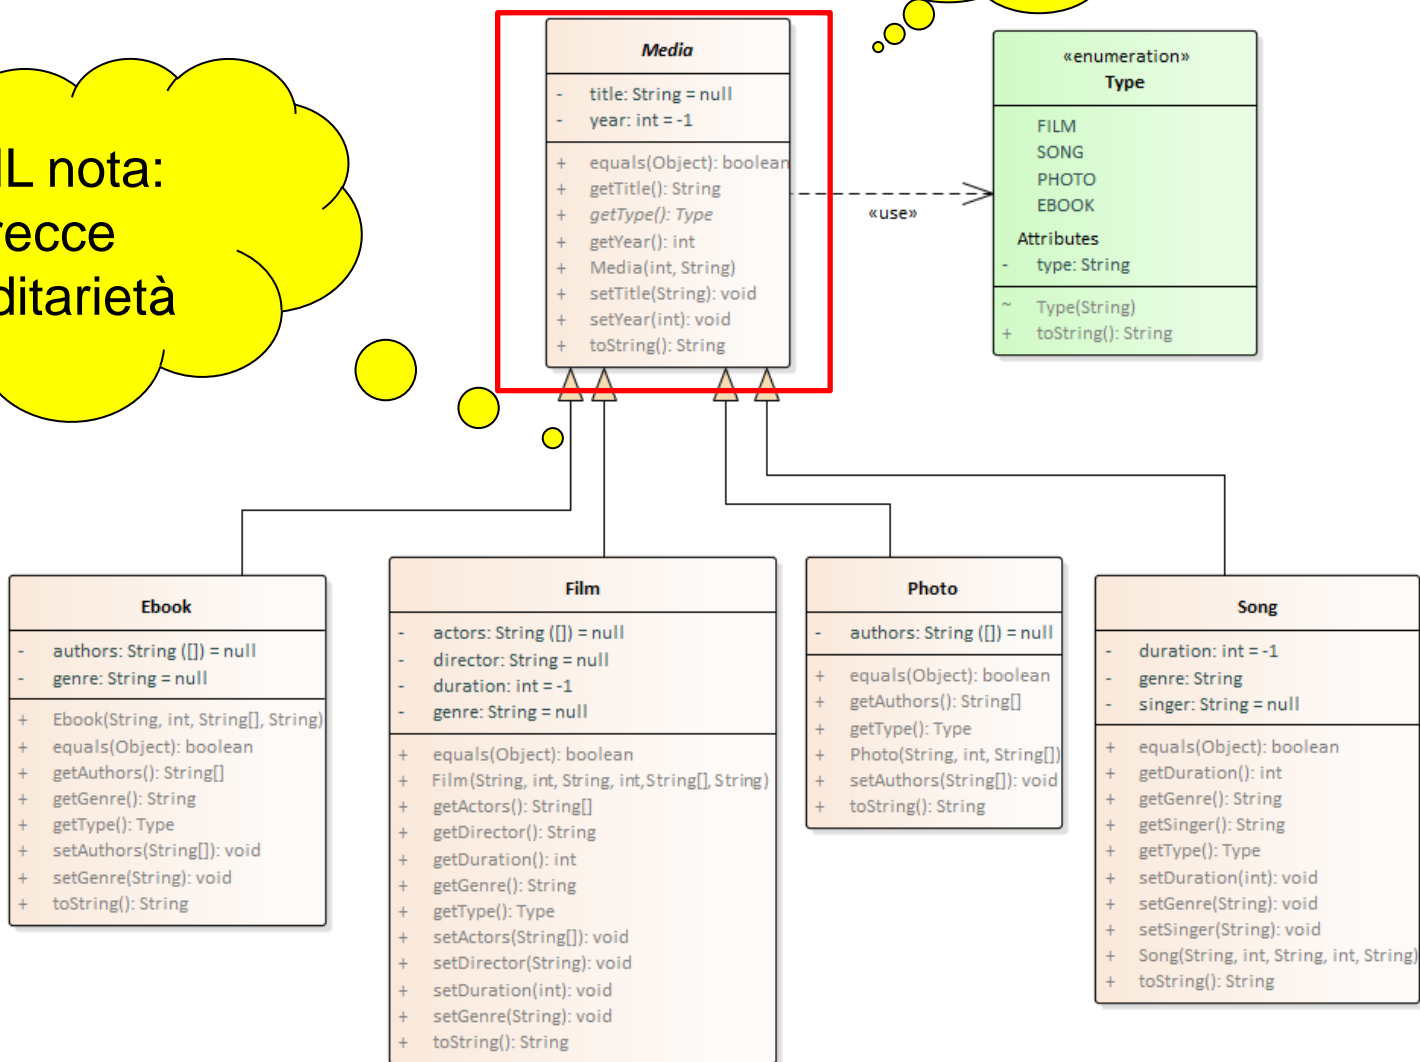 Media
- title: String = null
- year: int = -1
+ equals(Object): boolean
+ getTitle(): String
+ getType(): Type
+ getYear(): int
+ Media(int, String)
+ setTitle(String): void
+ setYear(int): void
+ toString(): String
«use»
«enumeration»
Type
FILM
SONG
PHOTO
EBOOK
Attributes
- type: String
~ Type(String)
+ toString(): String
nota:
Ebook
- authors: String ([]) = null
- genre: String = null
+ Ebook(String, int, String[], String)
+ equals(Object): boolean
+ getAuthors(): String[]
+ getGenre(): String
+ getType(): Type
+ setAuthors(String[]): void
+ setGenre(String): void
+ toString(): String
Film
- actors: String ([]) = null
- director: String = null
- duration: int = -1
- genre: String = null
+ equals(Object): boolean
+ Film(String, int, String, int,String[], String)
+ getActors(): String[]
+ getDirector(): String
+ getDuration(): int
+ getGenre(): String
+ getType(): Type
+ setActors(String[]): void
+ setDirector(String): void
+ setDuration(int): void
+ setGenre(String): void
+ toString(): String
Photo
- authors: String ([]) = null
+ equals(Object): boolean
+ getAuthors(): String[]
+ getType(): Type
+ Photo(String, int, String[])
+ setAuthors(String[]): void
+ toString(): String
Song
- duration: int = -1
- genre: String
- singer: String = null
+ equals(Object): boolean
+ getDuration(): int
+ getGenre(): String
+ getSinger(): String
+ getType(): Type
+ setDuration(int): void
+ setGenre(String): void
+ setSinger(String): void
+ Song(String, int, String, int, String)
+ toString(): String